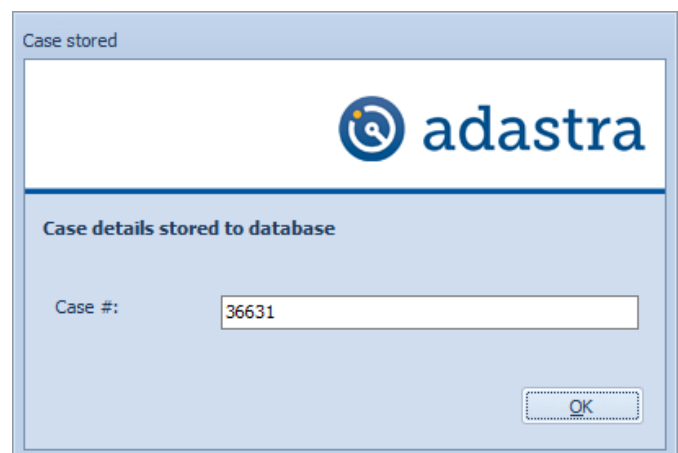 Case stored
adastra
Case details stored to database
Case #: 36631
OK